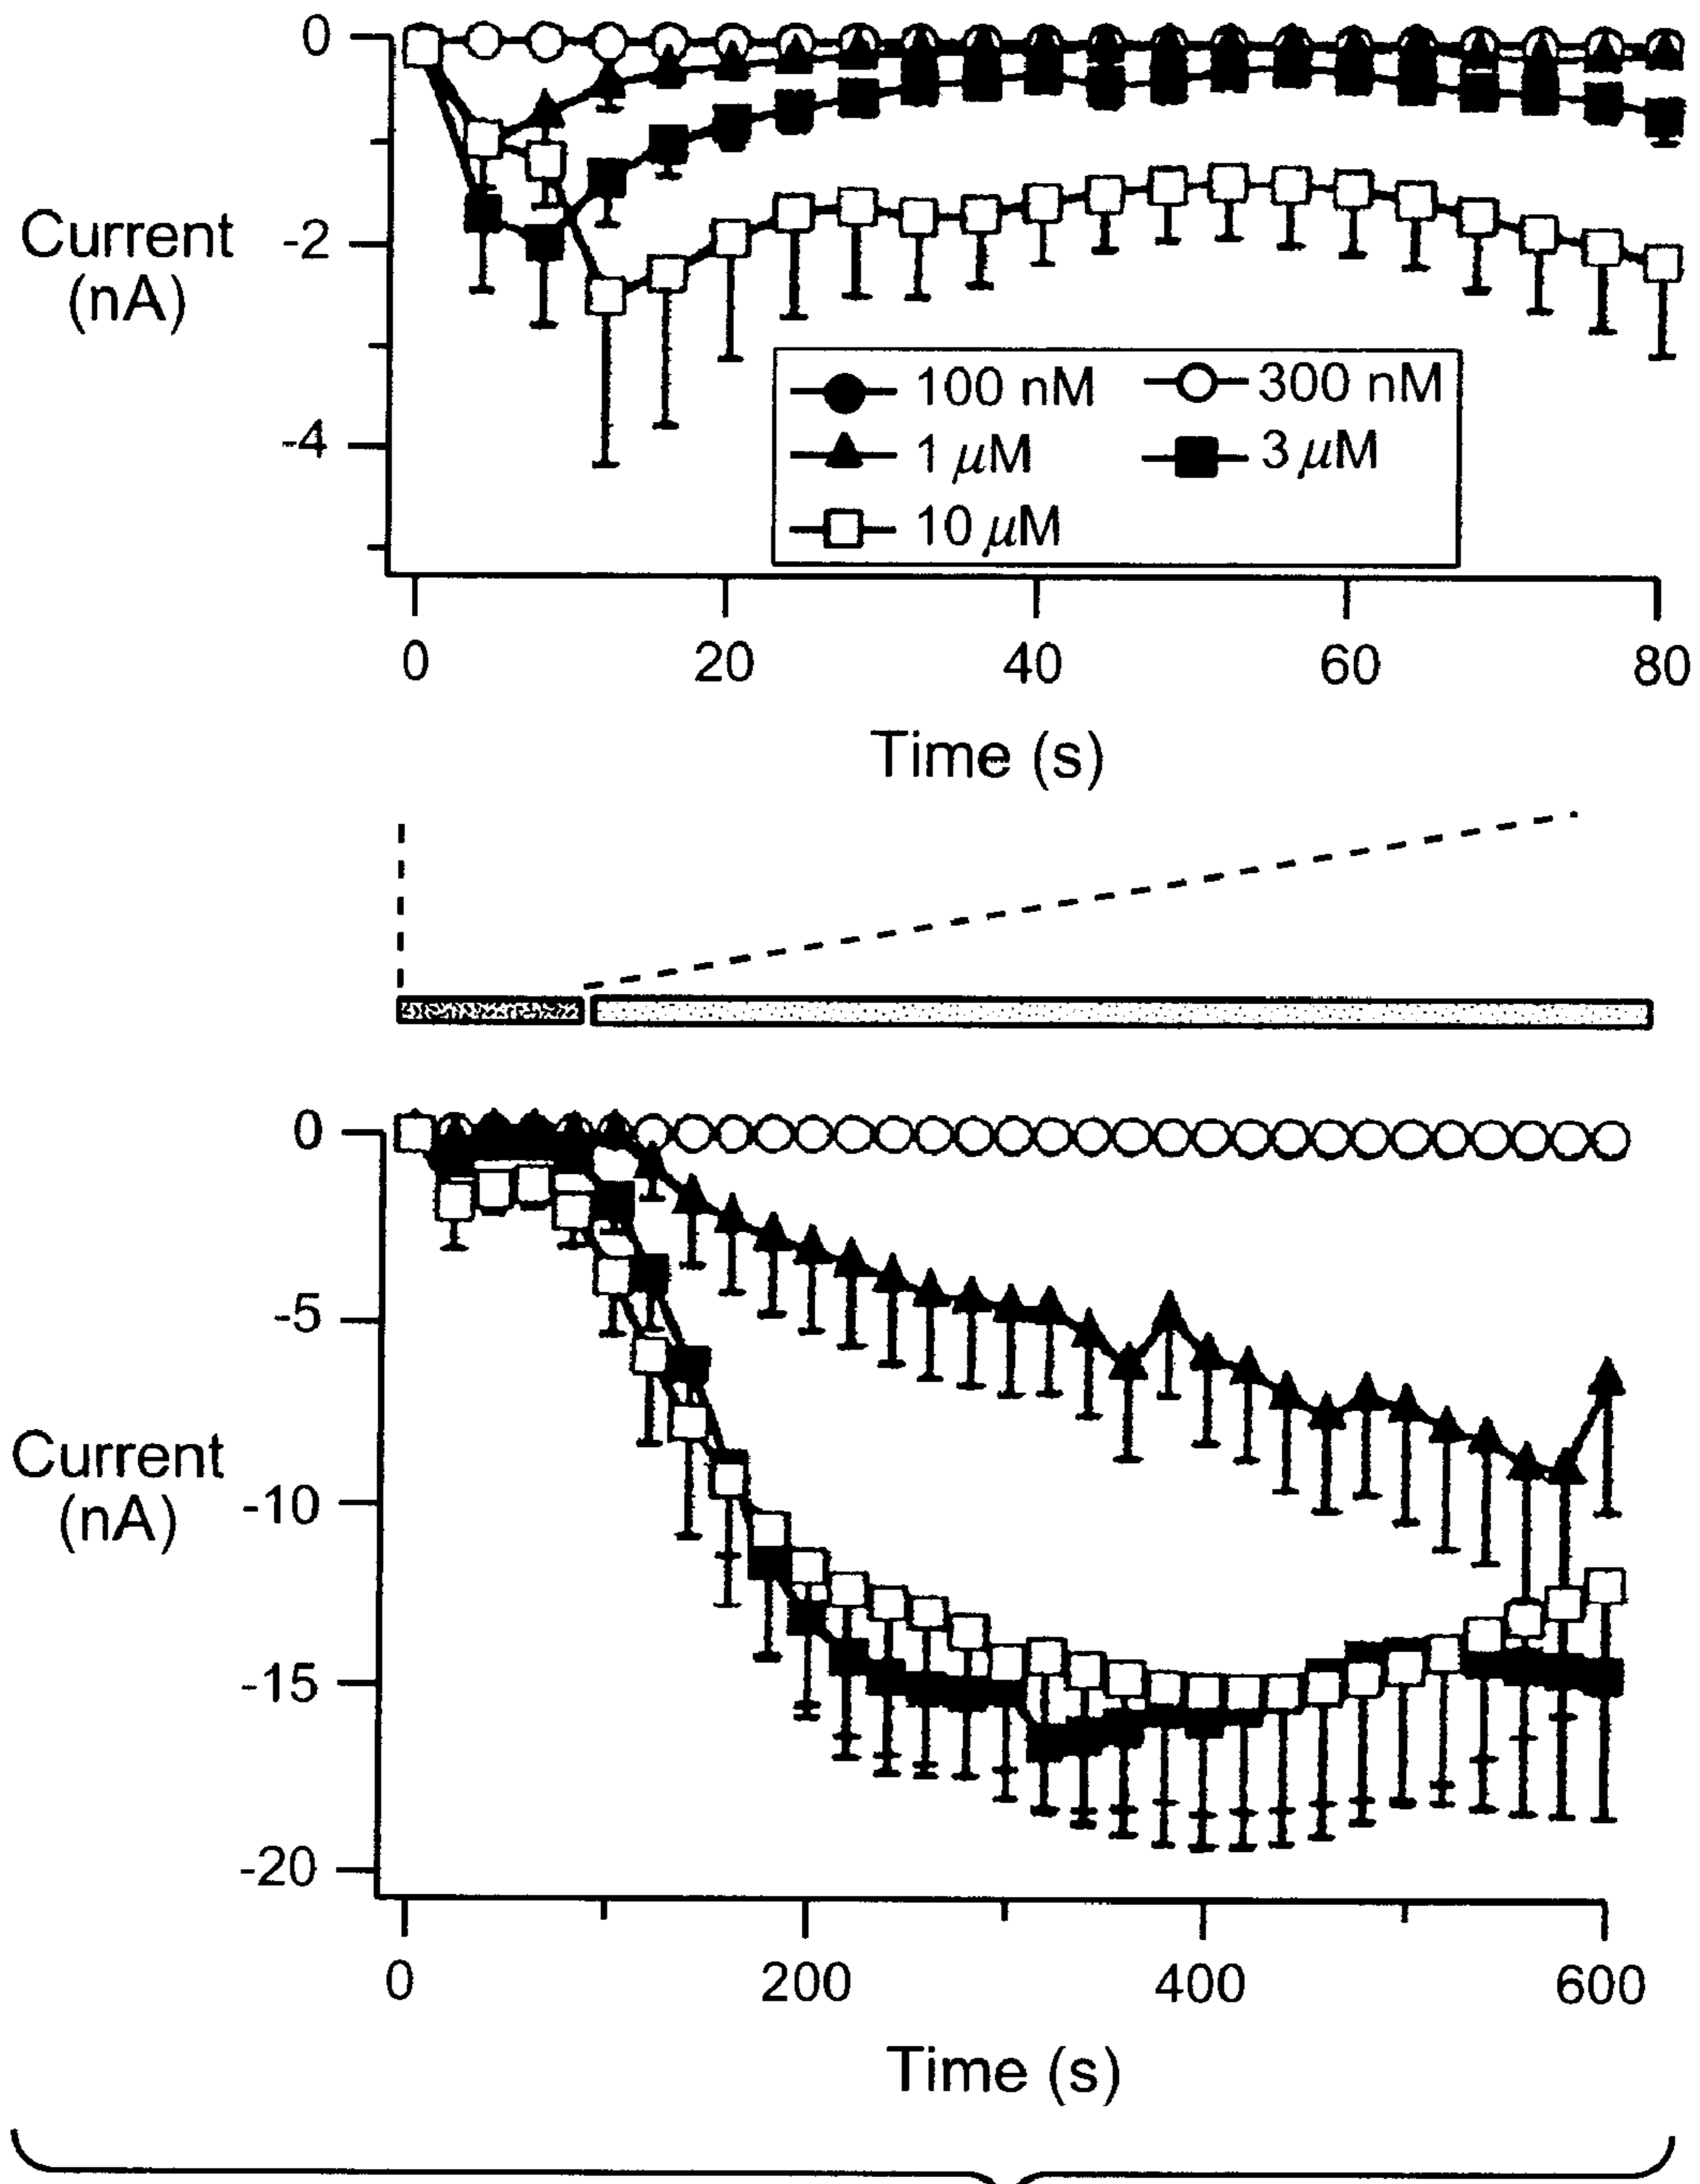 0
-2
-4
Current
(nA)
100 nM 300 nM
1 μM 3 μM
10 μM
0 20 40 60 80
Time (s)
0
-5
-10
-15
-20
Current
(nA)
0 200 400 600
Time (s)